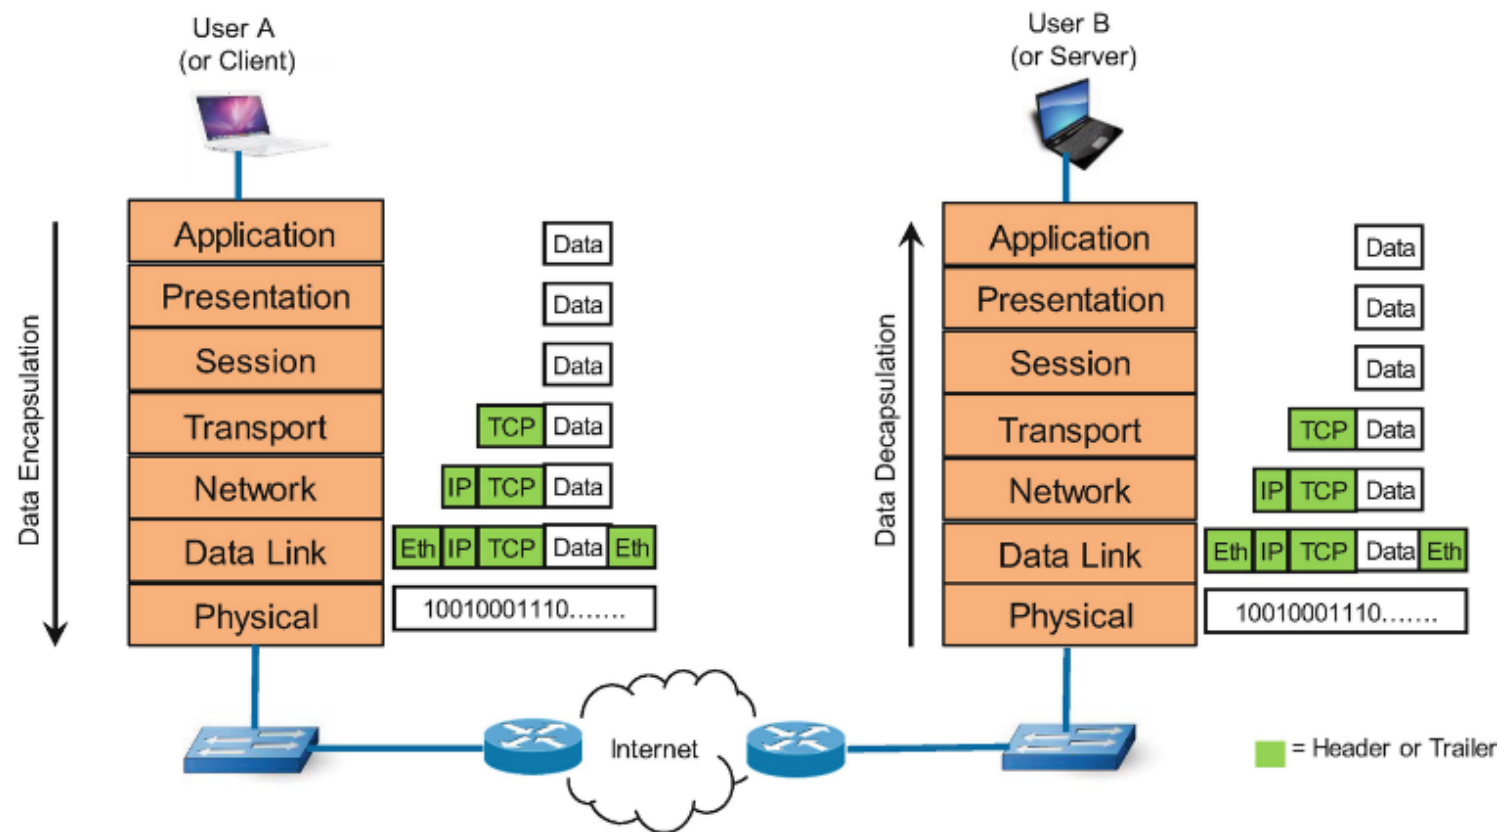 User A
(or Client)
User B
(or Server)
Data Encapsulation
Application
Data
Presentation
Data
Session
Data
Transport
TCP Data
Network
IP TCP Data
Data Link
Eth IP TCP Data Eth
Physical
10010001110.......
Data Decapsulation
Application
Data
Presentation
Data
Session
Data
Transport
TCP Data
Network
IP TCP Data
Data Link
Eth IP TCP Data Eth
Physical
10010001110.......
Internet
= Header or Trailer